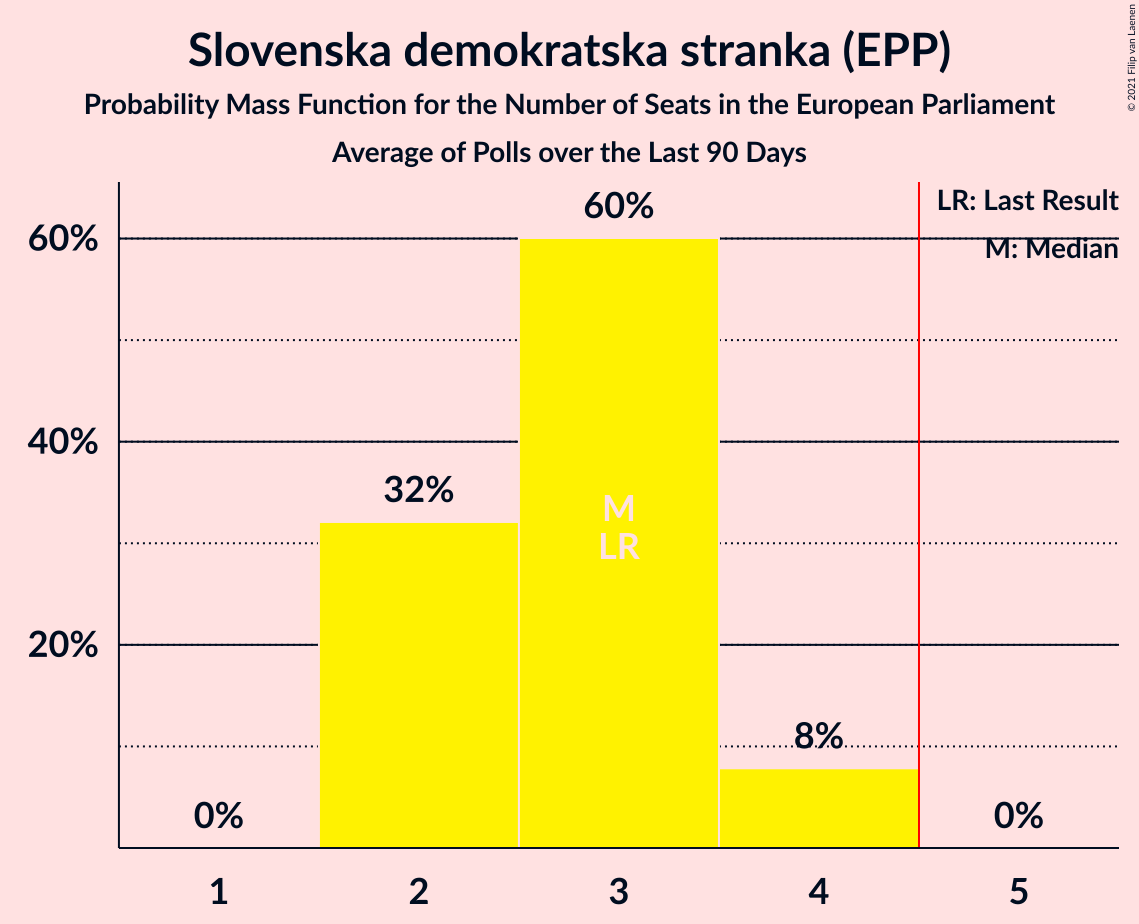 Slovenska demokratska stranka (EPP)
Probability Mass Function for the Number of Seats in the European Parliament
Average of Polls over the Last 90 Days
© 2021 Filip van Laenen
LR: Last Result
M: Median
60%
40%
20%
0%
32%
60%
8%
0%
M
LR
1 2 3 4 5